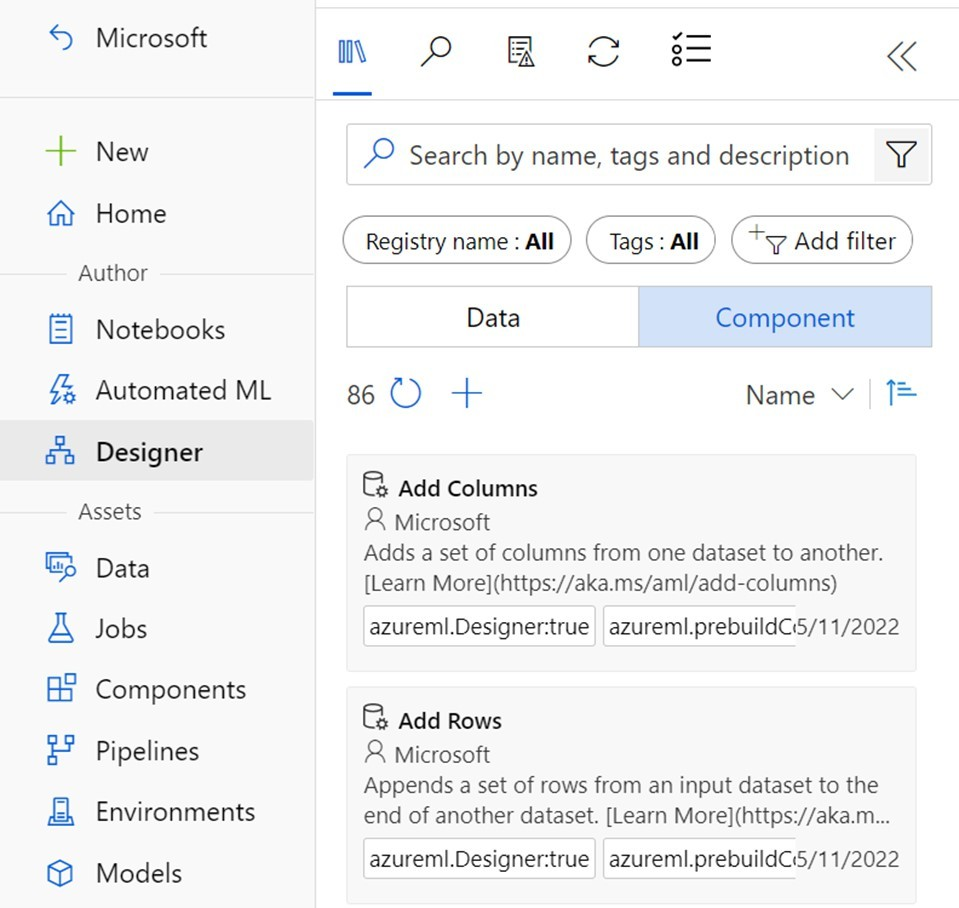 Microsoft
New
Home
Author
Notebooks
Automated ML
Designer
Assets
Data
Jobs
Components
Pipelines
Environments
Models
Search by name, tags and description
Registry name : All
Tags : All
Add filter
Data
Component
86
Name
Add Columns
Microsoft
Adds a set of columns from one dataset to another.
[Learn More](https://aka.ms/aml/add-columns)
azureml.Designer:true azureml.prebuildCo 5/11/2022
Add Rows
Microsoft
Appends a set of rows from an input dataset to the
end of another dataset. [Learn More](https://aka.m...
azureml.Designer:true azureml.prebuildCo 5/11/2022